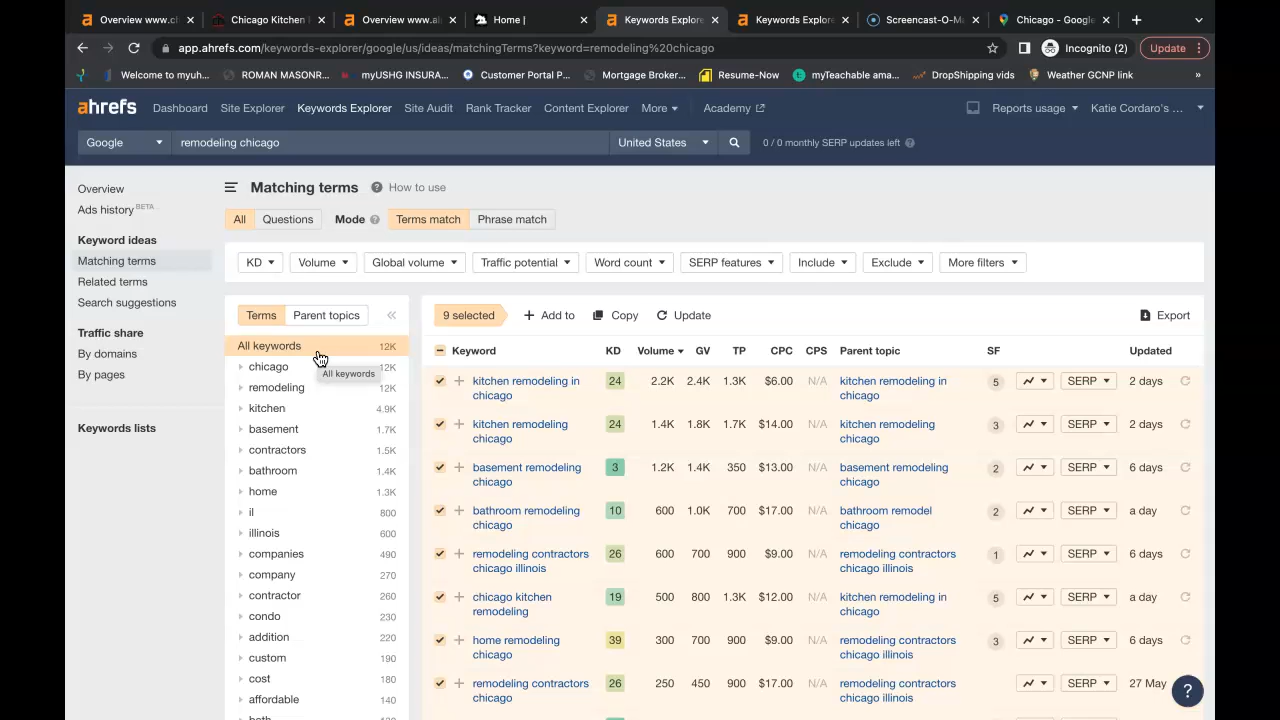 Overview www.ch
Chicago Kitchen
Overview www.ai
Home |
Keywords Explor
Keywords Explore
Screencast-O-Ma
Chicago - Google
app.ahrefs.com/keywords-explorer/google/us/ideas/matchingTerms?keyword=remodeling%20chicago
Incognito (2)
Update
Welcome to myuh...
ROMAN MASONR...
myUSHG INSURA...
Customer Portal P...
Mortgage Broker...
Resume-Now
myTeachable ama...
DropShipping vids
Weather GCNP link
»
ahrefs
Dashboard
Site Explorer
Keywords Explorer
Site Audit
Rank Tracker
Content Explorer
More
Academy
Reports usage
Katie Cordaro's ...
Google
remodeling chicago
United States
0 / 0 monthly SERP updates left
Overview
Ads history BETA
Keyword ideas
Matching terms
Related terms
Search suggestions
Traffic share
By domains
By pages
Keywords lists
Matching terms
How to use
All
Questions
Mode
Terms match
Phrase match
KD
Volume
Global volume
Traffic potential
Word count
SERP features
Include
Exclude
More filters
Terms
Parent topics
«
All keywords 12K
All keywords
chicago 12K
remodeling 12K
kitchen 4.9K
basement 1.7K
contractors 1.5K
bathroom 1.4K
home 1.3K
il 800
illinois 600
companies 490
company 270
contractor 260
condo 230
addition 220
custom 190
cost 180
affordable 140
9 selected
+ Add to
Copy
Update
Export
Keyword KD Volume GV TP CPC CPS Parent topic SF Updated
kitchen remodeling in 24 2.2K 2.4K 1.3K $6.00 N/A kitchen remodeling in 5 SERP 2 days
chicago chicago
kitchen remodeling 24 1.4K 1.8K 1.7K $14.00 N/A kitchen remodeling 3 SERP 2 days
chicago chicago
basement remodeling 3 1.2K 1.4K 350 $13.00 N/A basement remodeling 2 SERP 6 days
chicago chicago
bathroom remodeling 10 600 1.0K 700 $17.00 N/A bathroom remodel 2 SERP a day
chicago chicago
remodeling contractors 26 600 700 900 $9.00 N/A remodeling contractors 1 SERP 6 days
chicago illinois chicago illinois
chicago kitchen 19 500 800 1.3K $12.00 N/A kitchen remodeling in 5 SERP a day
remodeling chicago
home remodeling 39 300 700 900 $9.00 N/A remodeling contractors 3 SERP 6 days
chicago chicago illinois
remodeling contractors 26 250 450 900 $17.00 N/A remodeling contractors SERP 27 May
chicago chicago illinois
?